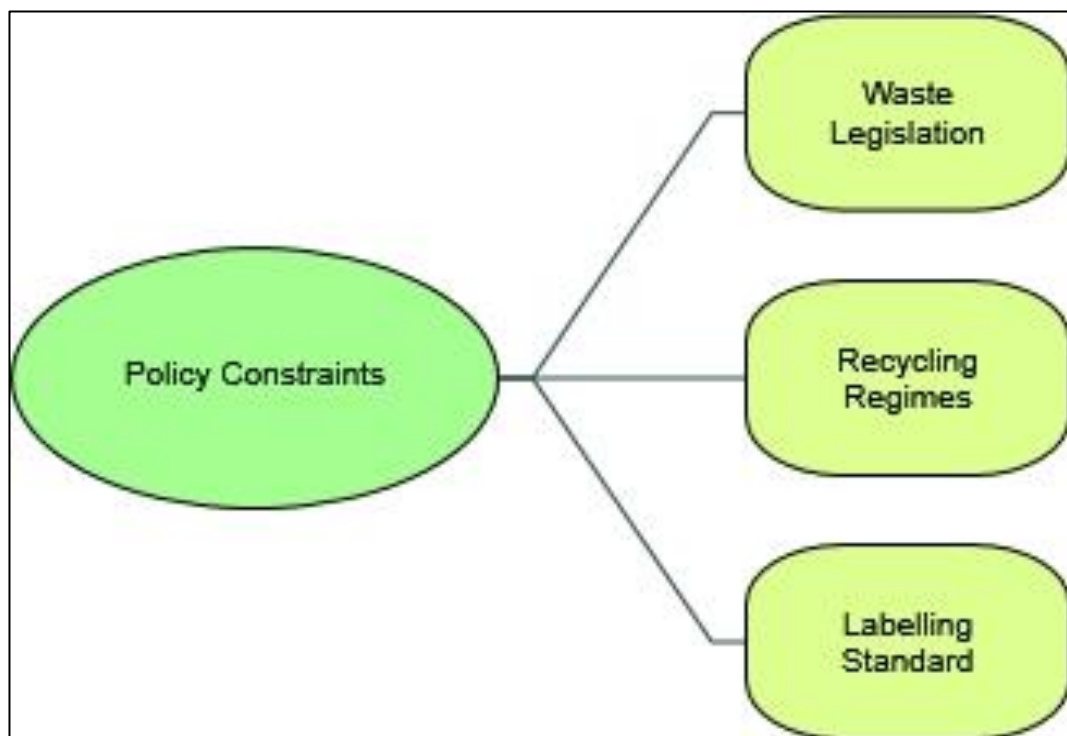 Waste
Legislation
Policy Constraints
Recycling
Regimes
Labelling
Standard